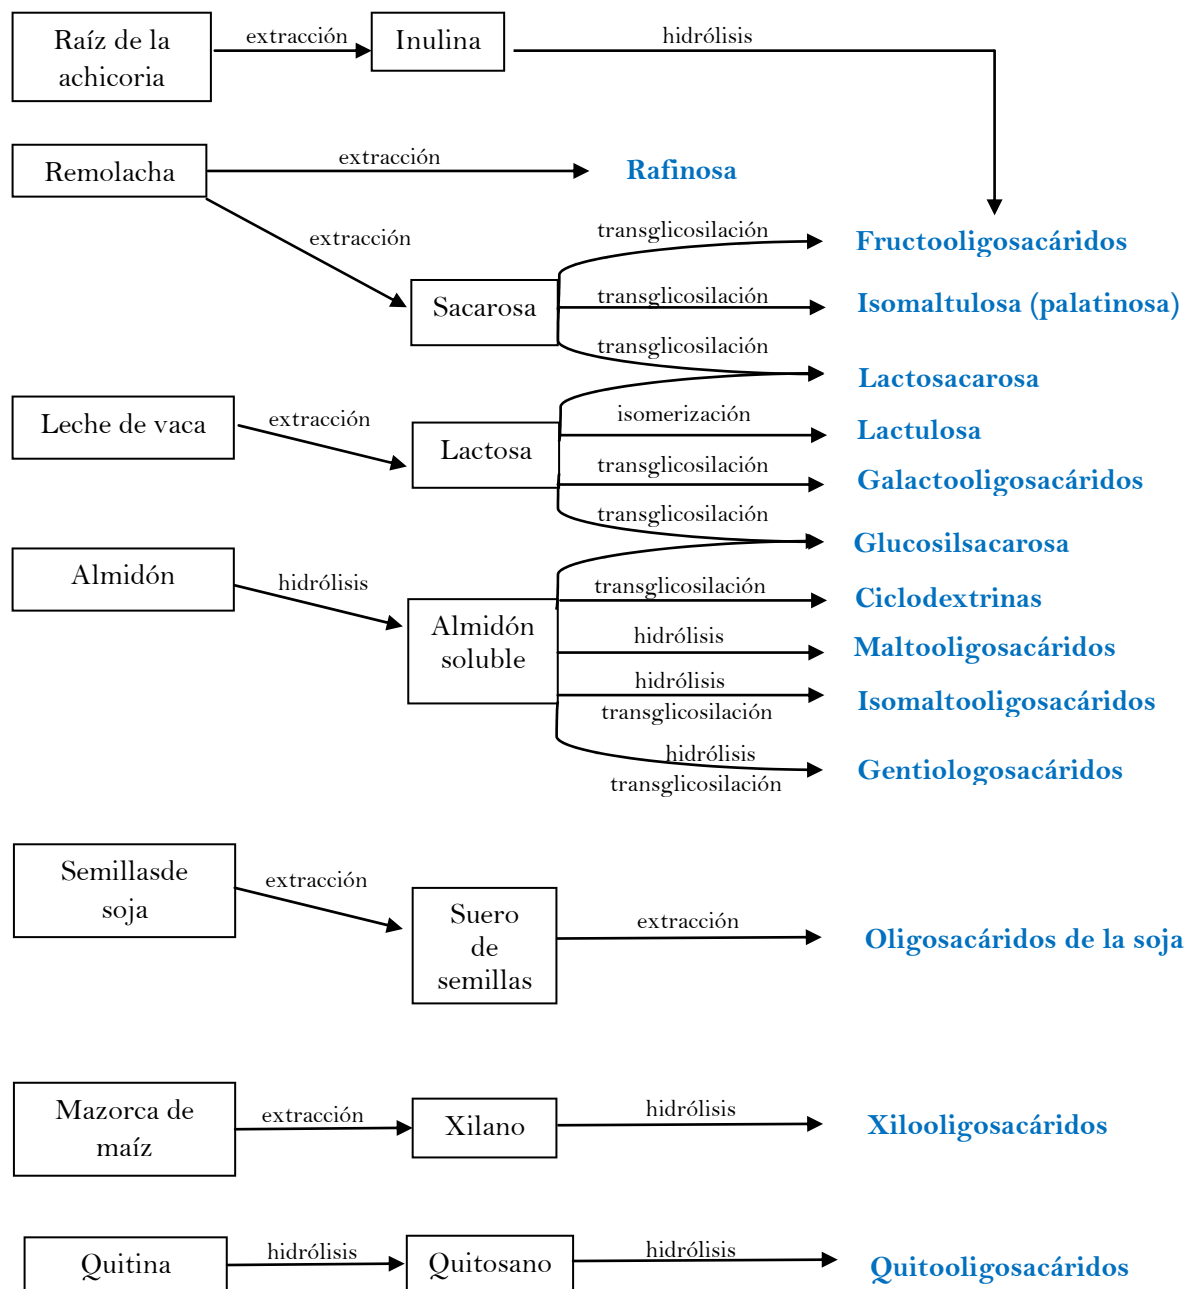 Raíz de la
achicoria
extracción
Inulina
hidrólisis
Remolacha
extracción
Rafinosa
extracción
Sacarosa
transglicosilación
Fructooligosacáridos
transglicosilación
Isomaltulosa (palatinosa)
transglicosilación
Lactosacarosa
Leche de vaca
extracción
Lactosa
isomerización
Lactulosa
transglicosilación
Galactooligosacáridos
transglicosilación
Glucosilsacarosa
Almidón
hidrólisis
Almidón
soluble
transglicosilación
Ciclodextrinas
hidrólisis
Maltooligosacáridos
hidrólisis
transglicosilación
Isomaltooligosacáridos
hidrólisis
transglicosilación
Gentiologosacáridos
Semillasde
soja
extracción
Suero
de
semillas
extracción
Oligosacáridos de la soja
Mazorca de
maíz
extracción
Xilano
hidrólisis
Xilooligosacáridos
Quitina
hidrólisis
Quitosano
hidrólisis
Quitooligosacáridos